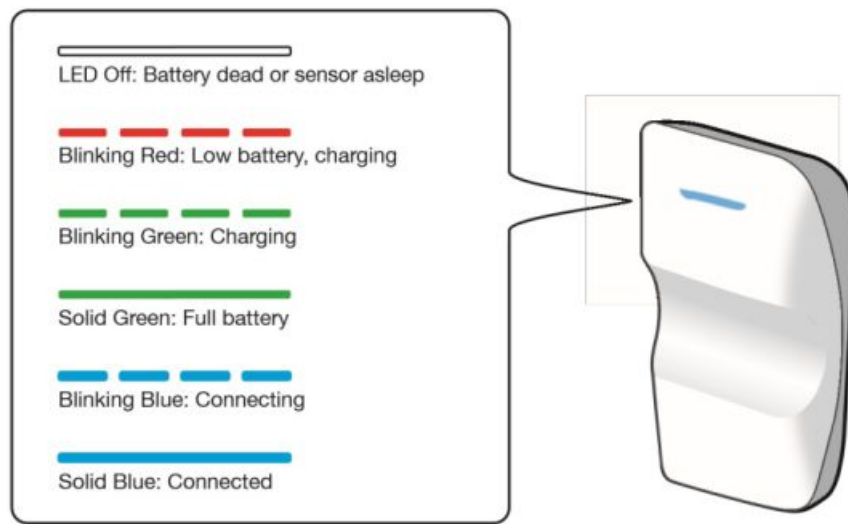 LED Off: Battery dead or sensor asleep
Blinking Red: Low battery, charging
Blinking Green: Charging
Solid Green: Full battery
Blinking Blue: Connecting
Solid Blue: Connected